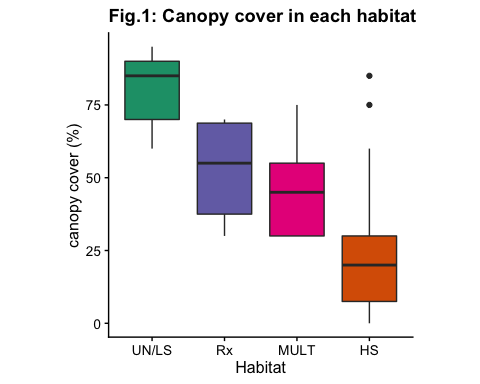 Fig.1: Canopy cover in each habitat
canopy cover (%)
75
50
25
0
UN/LS Rx MULT HS
Habitat